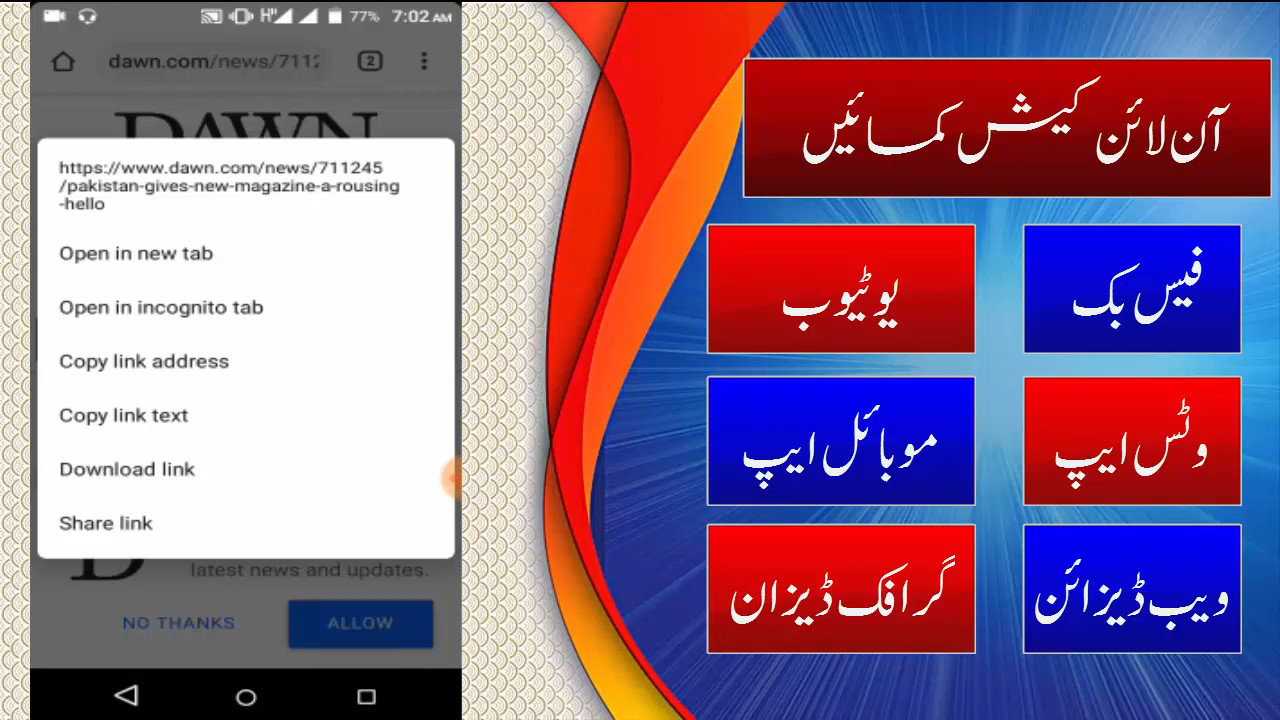 77% 7:02 AM
dawn.com/news/7112
2
DAWN
https://www.dawn.com/news/711245
/pakistan-gives-new-magazine-a-rousing
-hello
Open in new tab
Open in incognito tab
Copy link address
Copy link text
Download link
Share link
latest news and updates.
NO THANKS ALLOW
آن لائن کیش کمائیں
فیس بک یوٹیوب
وٹس ایپ موبائل ایپ
ویب ڈیزائن گرافک ڈیزان